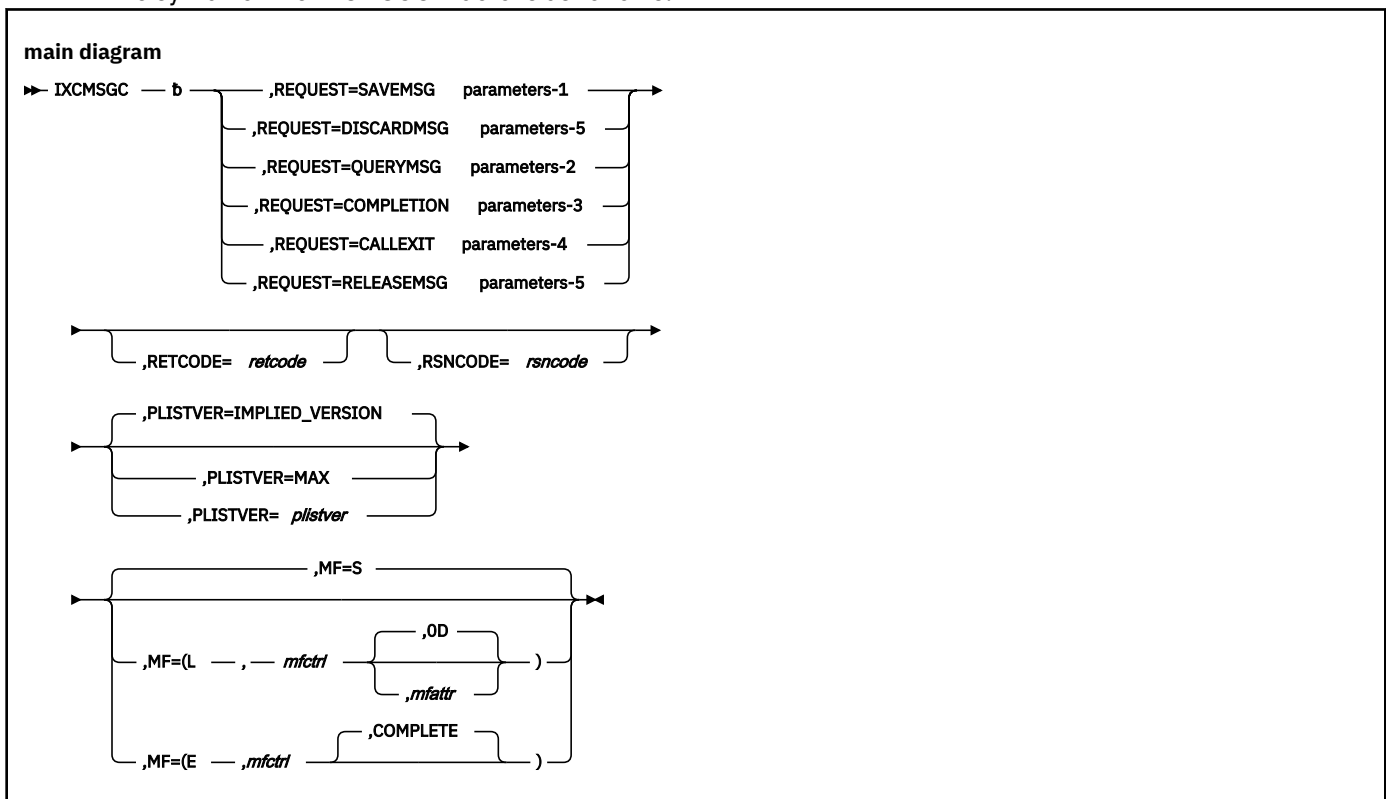 main diagram
IXCMSGC ƀ ,REQUEST=SAVEMSG parameters-1
,REQUEST=DISCARDMSG parameters-5
,REQUEST=QUERYMSG parameters-2
,REQUEST=COMPLETION parameters-3
,REQUEST=CALLEXIT parameters-4
,REQUEST=RELEASEMSG parameters-5
,RETCODE= retcode ,RSNCODE= rsncode
,PLISTVER=IMPLIED_VERSION
,PLISTVER=MAX
,PLISTVER= plistver
,MF=S
,0D
,MF=(L , mfctrl )
,mfattr
,COMPLETE
,MF=(E ,mfctrl )